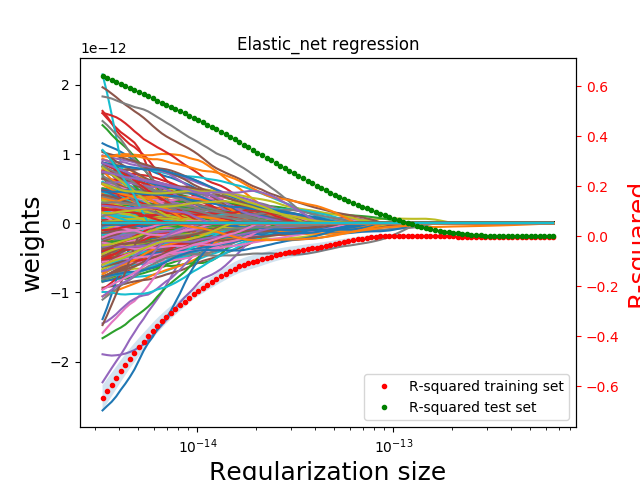 Elastic_net regression
1e−12
2
1
0
−1
−2
weights
0.6
0.4
0.2
0.0
−0.2
−0.4
−0.6
R-squared
R-squared training set
R-squared test set
10⁻¹⁴
10⁻¹³
Regularization size